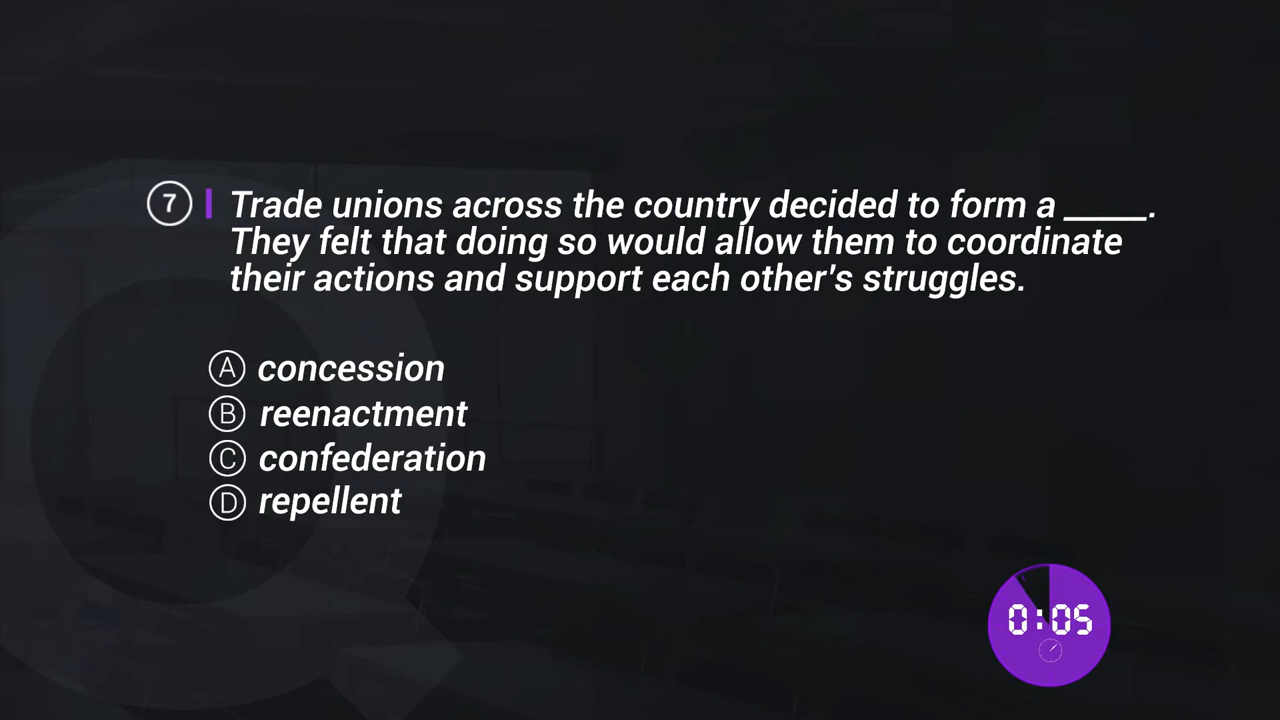 7 Trade unions across the country decided to form a _____.
They felt that doing so would allow them to coordinate
their actions and support each other's struggles.
A concession
B reenactment
C confederation
D repellent
0:05